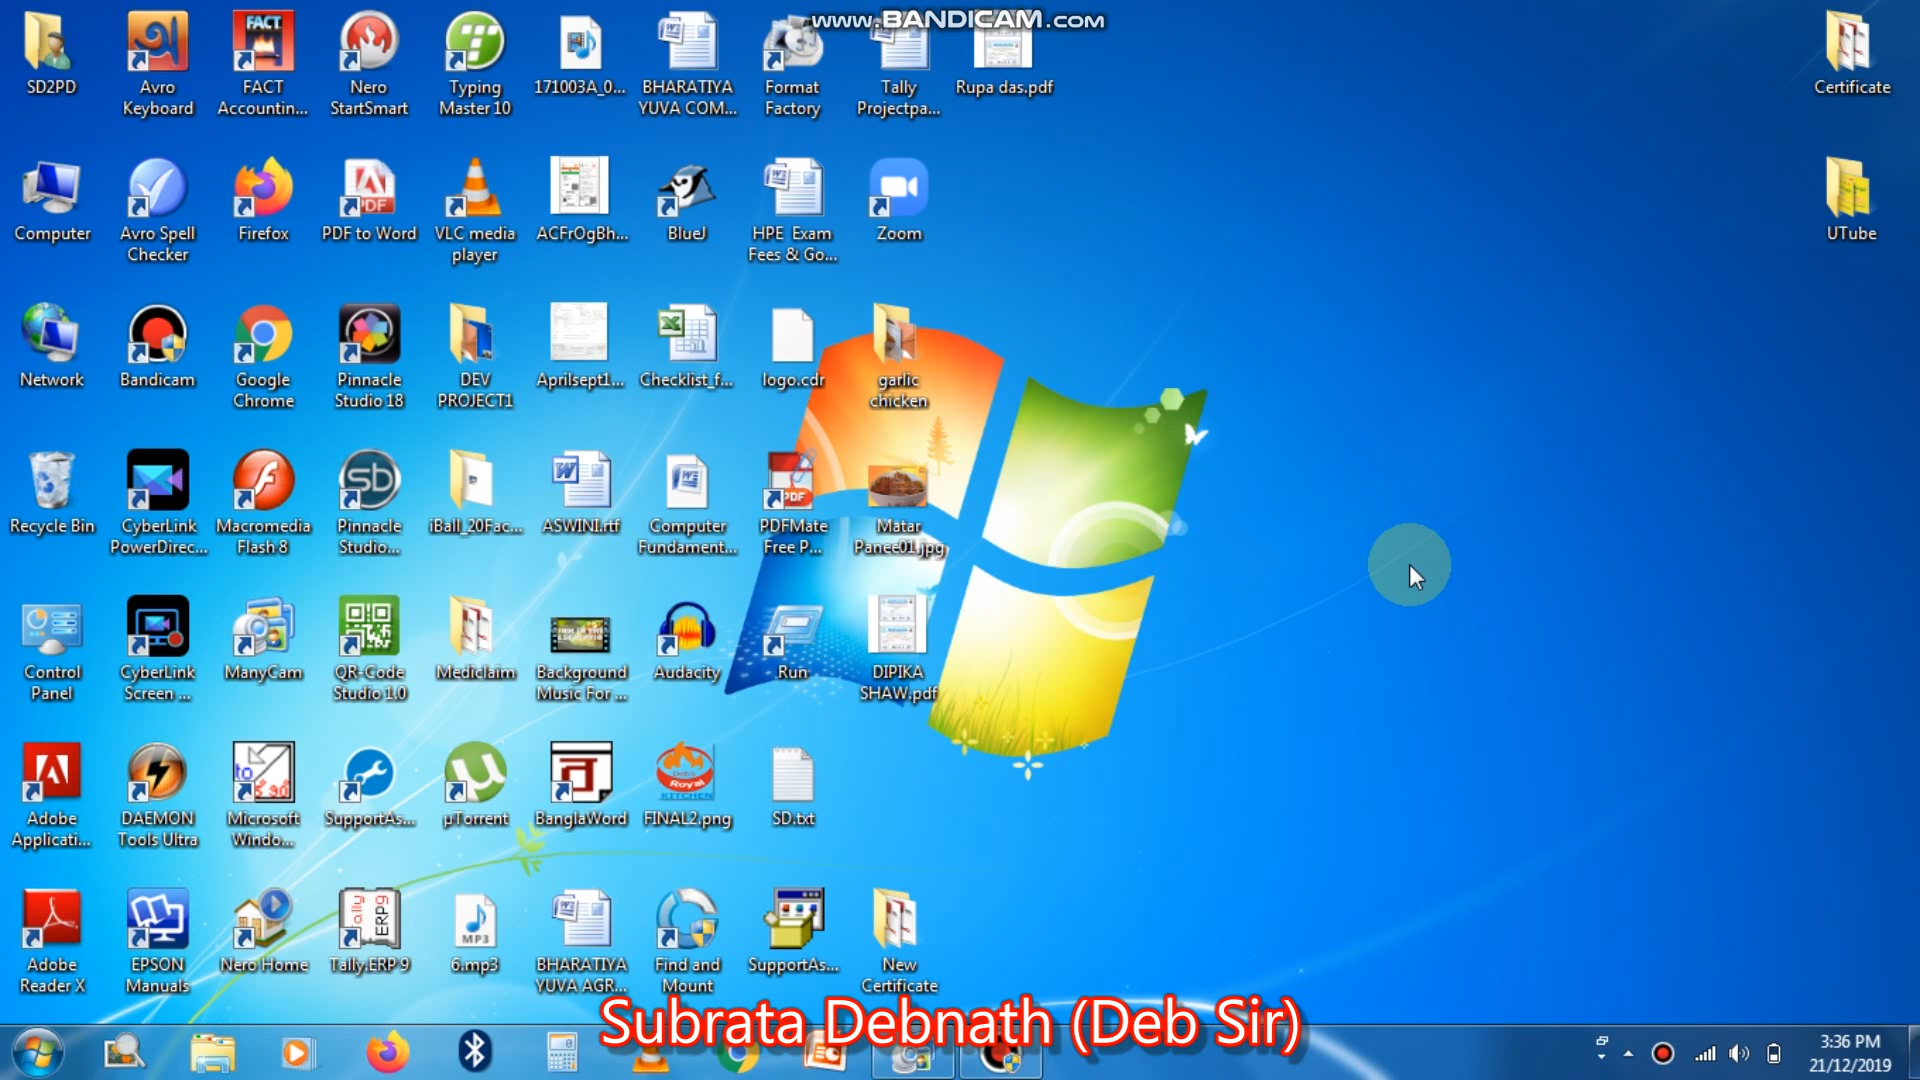 www.BANDICAM.com
SD2PD
Avro
Keyboard
FACT
Accountin...
Nero
StartSmart
Typing
Master 10
171003A_0...
BHARATIYA
YUVA COM...
Format
Factory
Tally
Projectpa...
Rupa das.pdf
Certificate
Computer
Avro Spell
Checker
Firefox
PDF to Word
VLC media
player
ACFrOgBh...
BlueJ
HPE Exam
Fees & Go...
Zoom
UTube
Network
Bandicam
Google
Chrome
Pinnacle
Studio 18
DEV
PROJECT1
Aprilsept1...
Checklist_f...
logo.cdr
garlic
chicken
Recycle Bin
CyberLink
PowerDirec...
Macromedia
Flash 8
Pinnacle
Studio...
iBall_20Fac...
ASWINI.rtf
Computer
Fundament...
PDFMate
Free P...
Matar
Panee01.jpg
Control
Panel
CyberLink
Screen ...
ManyCam
QR-Code
Studio 1.0
Mediclaim
Background
Music For ...
Audacity
Run
DIPIKA
SHAW.pdf
Adobe
Applicati...
DAEMON
Tools Ultra
Microsoft
Windo...
SupportAs...
µTorrent
BanglaWord
FINAL2.png
SD.txt
Adobe
Reader X
EPSON
Manuals
Nero Home
Tally.ERP 9
6.mp3
BHARATIYA
YUVA AGR...
Find and
Mount
SupportAs...
New
Certificate
Subrata Debnath (Deb Sir)
3:36 PM
21/12/2019